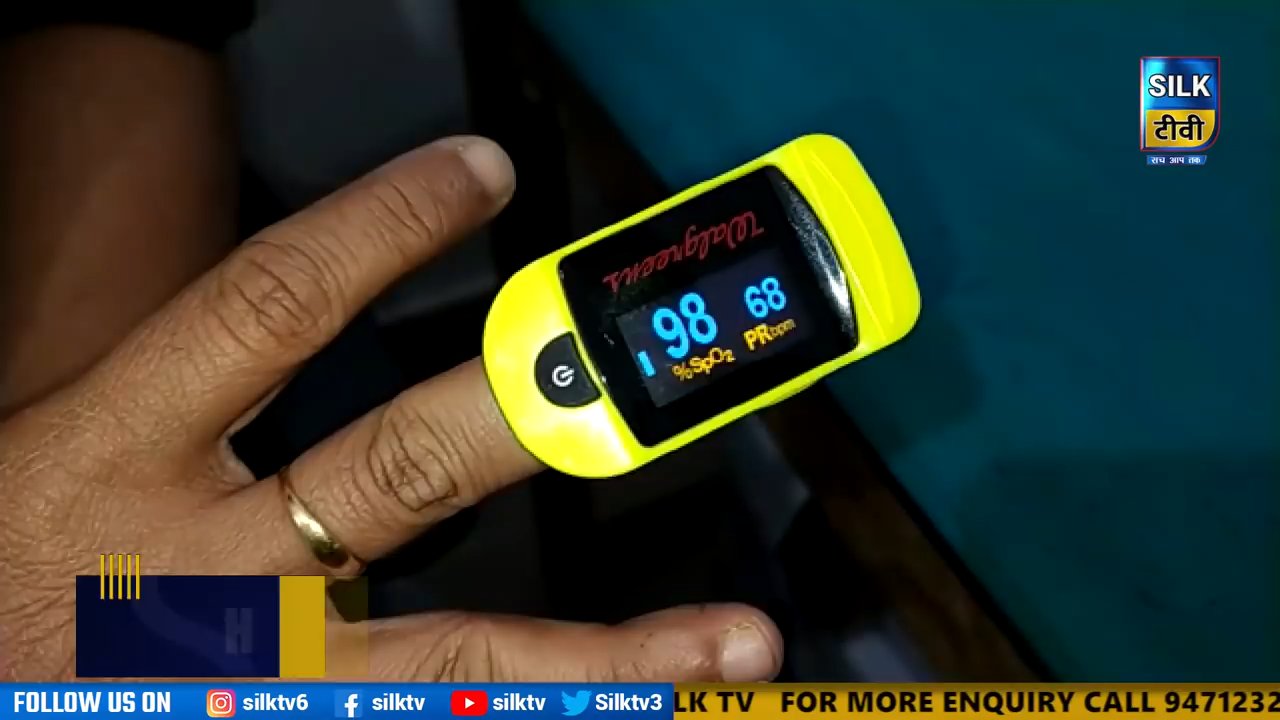 SILK
टीवी
सच आप तक
Walgreens
98 68
%SpO₂ PRbpm
H
FOLLOW US ON silktv6 silktv silktv Silktv3 LK TV FOR MORE ENQUIRY CALL 9471232